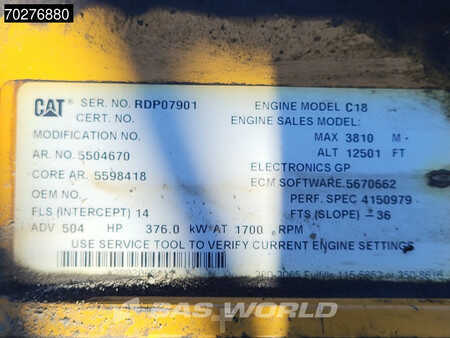 70276880
CAT SER. NO. RDP07901 ENGINE MODEL C18
CERT. NO. ENGINE SALES MODEL:
MODIFICATION NO. MAX 3810 M-
AR. NO. 5504670 ALT 12501 FT
CORE AR. 5598418 ELECTRONICS GP
OEM NO. ECM SOFTWARE. 5670662
PERF. SPEC 4150979
FLS (INTERCEPT) 14 FTS (SLOPE) -36
ADV 504 HP 376.0 kW AT 1700 RPM
USE SERVICE TOOL TO VERIFY CURRENT ENGINE SETTINGS
BAS WORLD